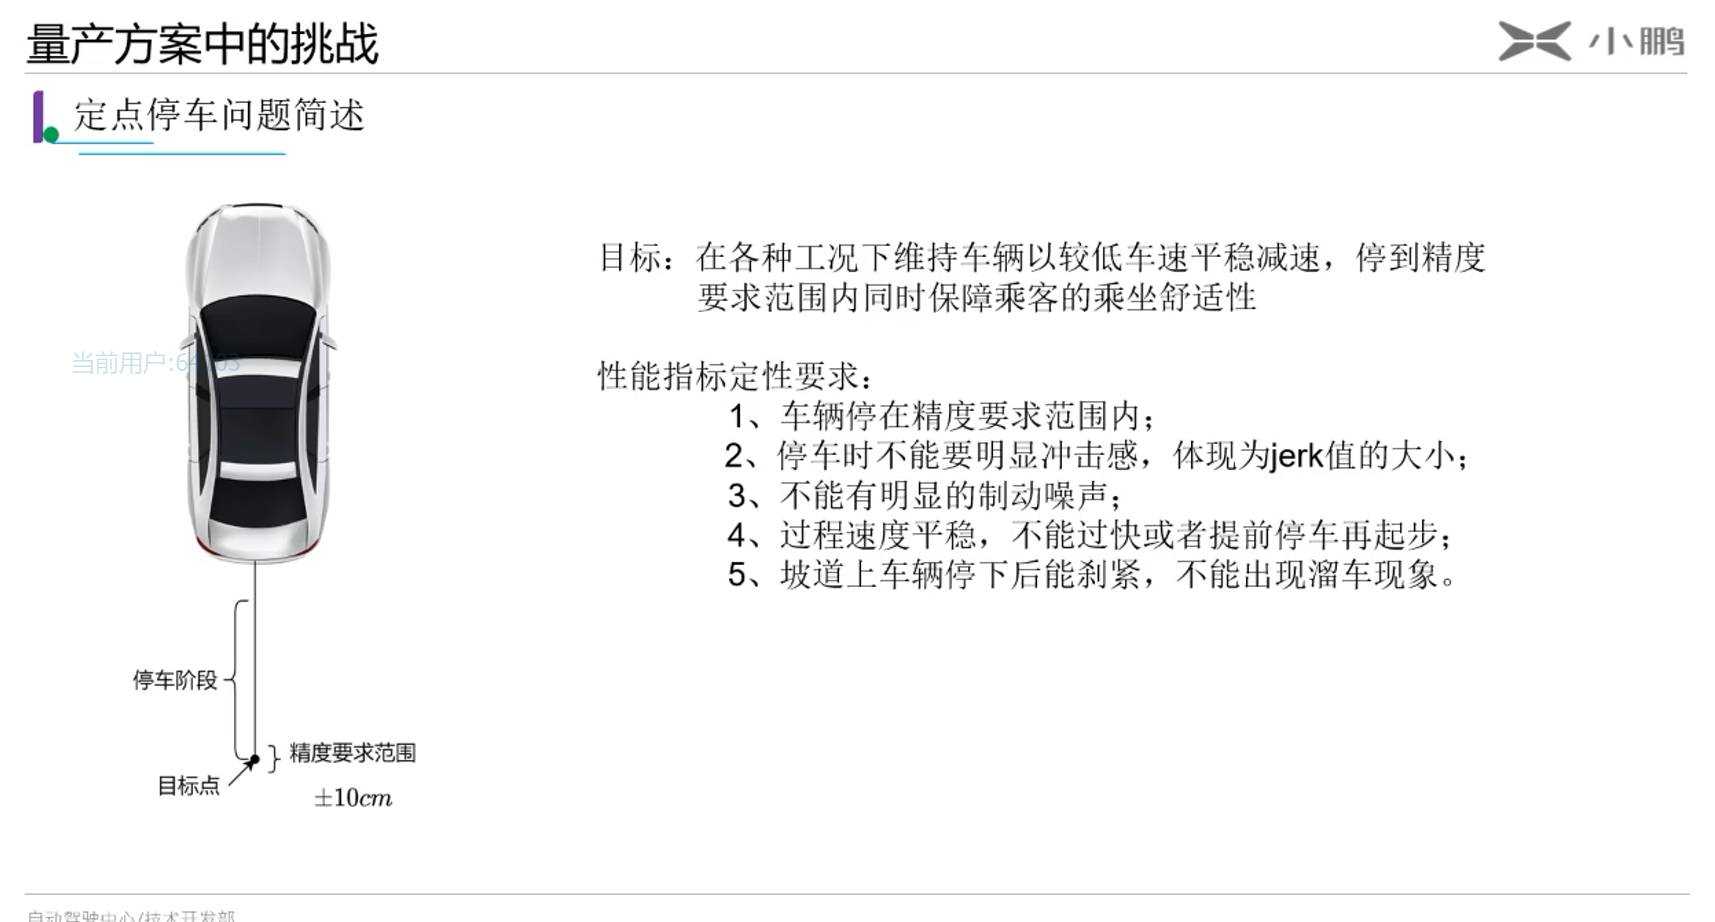 量产方案中的挑战
小鹏
定点停车问题简述
目标：在各种工况下维持车辆以较低车速平稳减速，停到精度
要求范围内同时保障乘客的乘坐舒适性
当前用户:
性能指标定性要求：
1、车辆停在精度要求范围内；
2、停车时不能要明显冲击感，体现为jerk值的大小；
3、不能有明显的制动噪声；
4、过程速度平稳，不能过快或者提前停车再起步；
5、坡道上车辆停下后能刹紧，不能出现溜车现象。
停车阶段
精度要求范围
目标点
±10cm
自动驾驶中心/技术开发部